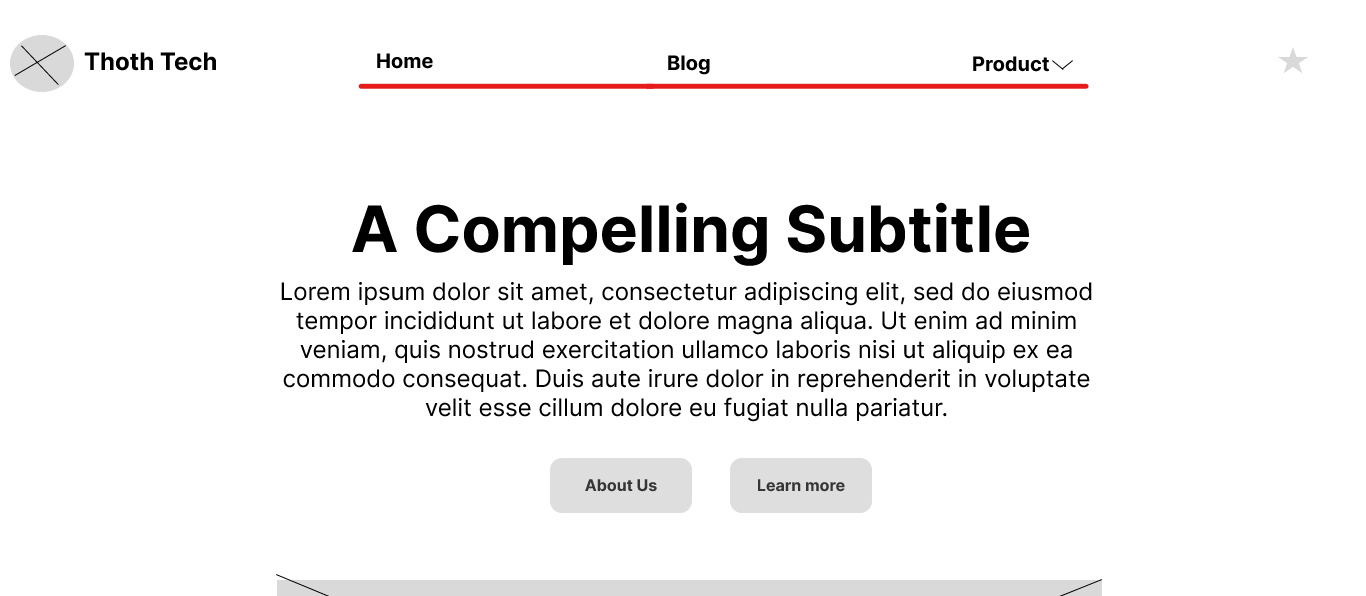 Thoth Tech
Home
Blog
Product
A Compelling Subtitle
Lorem ipsum dolor sit amet, consectetur adipiscing elit, sed do eiusmod
tempor incididunt ut labore et dolore magna aliqua. Ut enim ad minim
veniam, quis nostrud exercitation ullamco laboris nisi ut aliquip ex ea
commodo consequat. Duis aute irure dolor in reprehenderit in voluptate
velit esse cillum dolore eu fugiat nulla pariatur.
About Us
Learn more